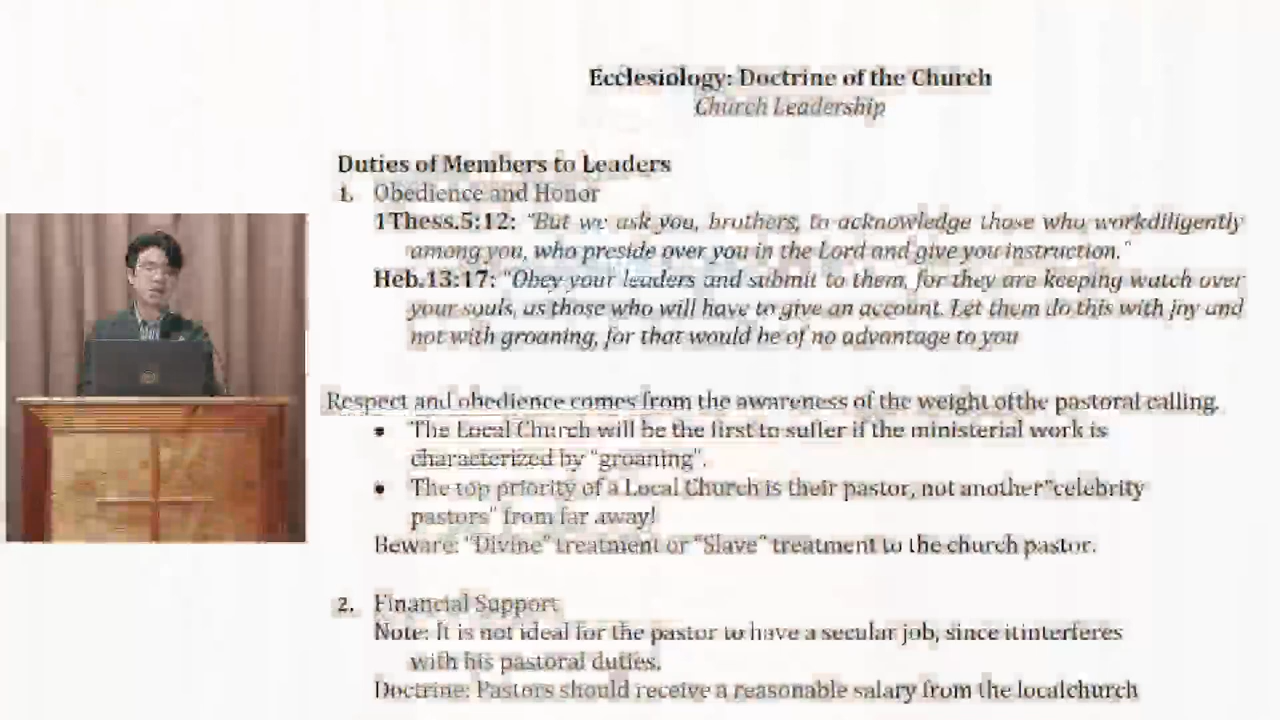 Ecclesiology: Doctrine of the Church
Church Leadership
Duties of Members to Leaders
1. Obedience and Honor
1Thess.5:12: "But we ask you, brothers, to acknowledge those who workdiligently
among you, who preside over you in the Lord and give you instruction."
Heb.13:17: "Obey your leaders and submit to them, for they are keeping watch over
your souls, as those who will have to give an account. Let them do this with joy and
not with groaning, for that would be of no advantage to you
Respect and obedience comes from the awareness of the weight ofthe pastoral calling.
• The Local Church will be the first to suffer if the ministerial work is
characterized by "groaning".
• The top priority of a Local Church is their pastor, not another"celebrity
pastors" from far away!
Beware: "Divine" treatment or "Slave" treatment to the church pastor.
2. Financial Support
Note: It is not ideal for the pastor to have a secular job, since itinterferes
with his pastoral duties.
Doctrine: Pastors should receive a reasonable salary from the localchurch